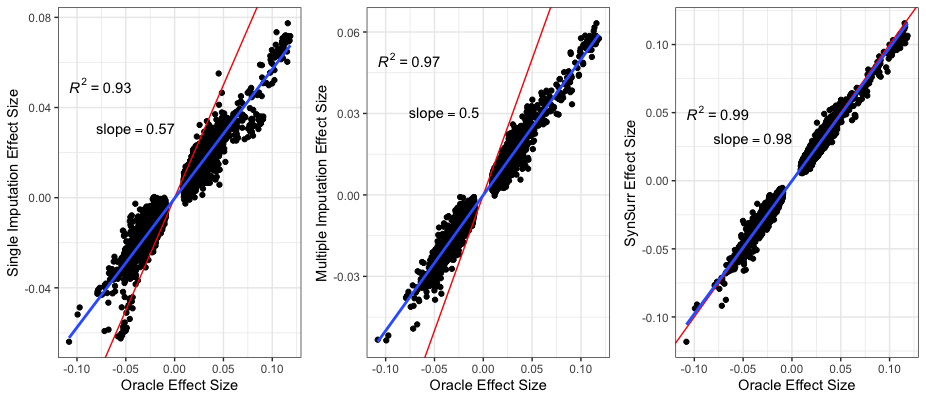 Single Imputation Effect Size
0.08
0.04
0.00
-0.04
R² = 0.93
slope = 0.57
-0.10 -0.05 0.00 0.05 0.10
Oracle Effect Size
Multiple Imputation Effect Size
0.06
0.03
0.00
-0.03
R² = 0.97
slope = 0.5
-0.10 -0.05 0.00 0.05 0.10
Oracle Effect Size
SynSurr Effect Size
0.10
0.05
0.00
-0.05
-0.10
R² = 0.99
slope = 0.98
-0.10 -0.05 0.00 0.05 0.10
Oracle Effect Size